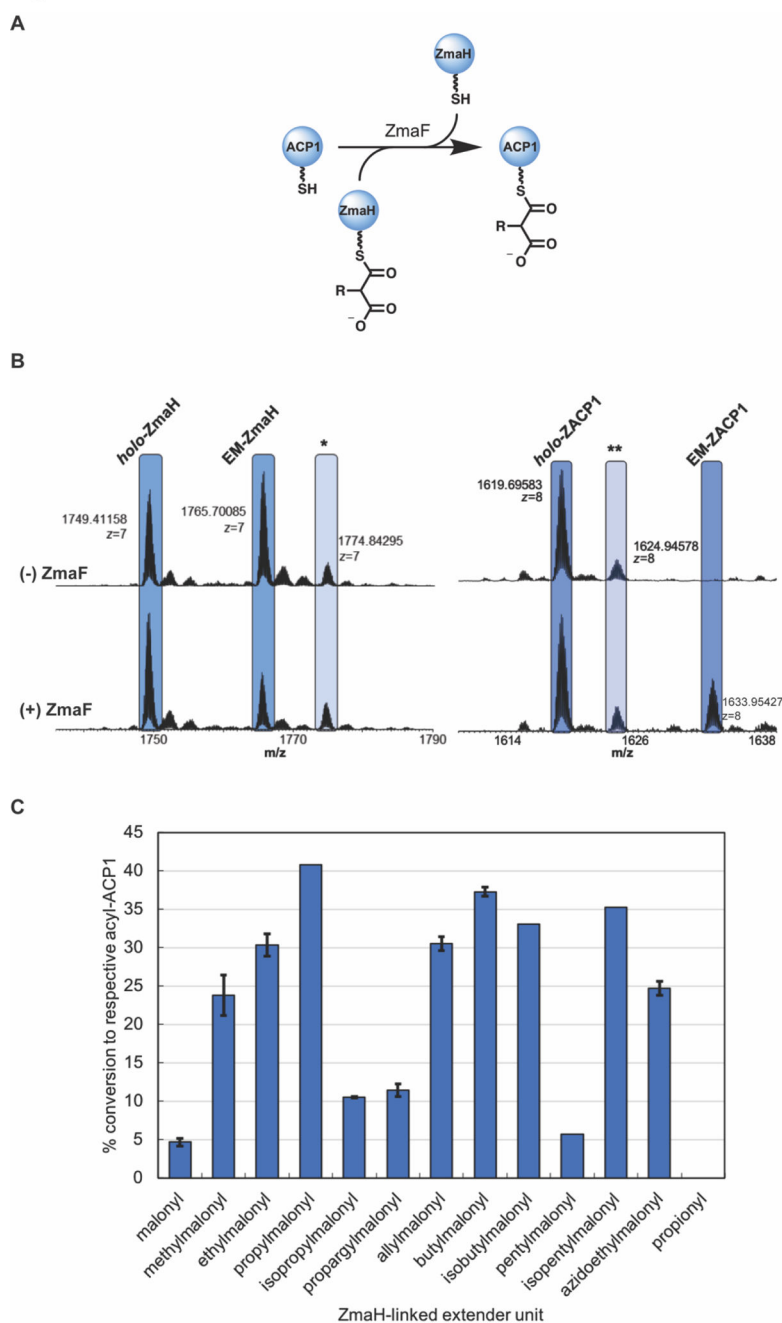 A
ZmaH
SH
ZmaF
ACP1
SH
ACP1
ZmaH
S
O
R
O
⁻O
S
O
R
O
⁻O
B
holo-ZmaH
EM-ZmaH
*
holo-ZACP1
**
EM-ZACP1
1749.41158
z=7
1765.70085
z=7
1774.84295
z=7
1619.69583
z=8
1624.94578
z=8
(-) ZmaF
(+) ZmaF
1633.95427
z=8
1750 1770 1790
m/z
1614 1626 1638
m/z
C
% conversion to respective acyl-ACP1
45
40
35
30
25
20
15
10
5
0
malonyl
methylmalonyl
ethylmalonyl
propylmalonyl
isopropylmalonyl
propargylmalonyl
allylmalonyl
butylmalonyl
isobutylmalonyl
pentylmalonyl
isopentylmalonyl
azidoethylmalonyl
propionyl
ZmaH-linked extender unit